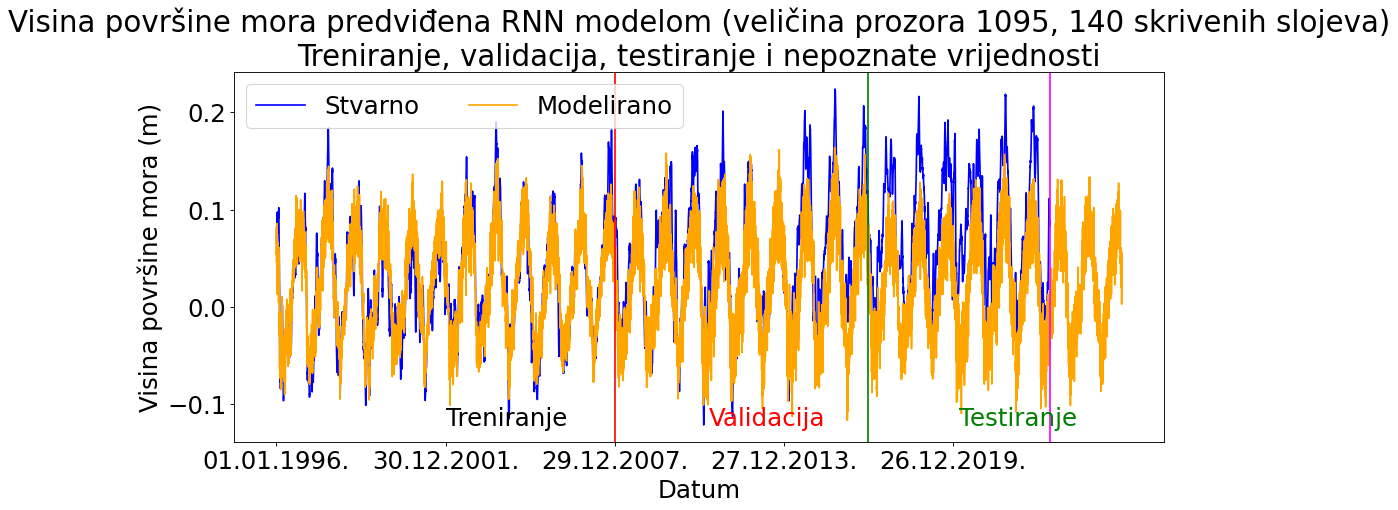 Visina površine mora predviđena RNN modelom (veličina prozora 1095, 140 skrivenih slojeva)
Treniranje, validacija, testiranje i nepoznate vrijednosti
Stvarno Modelirano
Visina površine mora (m)
0.2
0.1
0.0
−0.1
Treniranje Validacija Testiranje
01.01.1996. 30.12.2001. 29.12.2007. 27.12.2013. 26.12.2019.
Datum